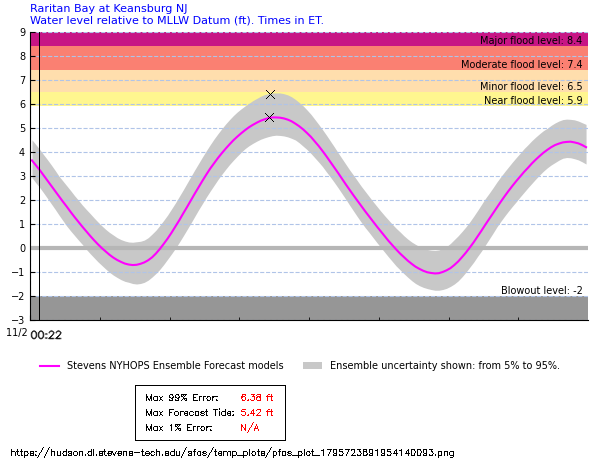 Raritan Bay at Keansburg NJ
Water level relative to MLLW Datum (ft). Times in ET.
9
Major flood level: 8.4
8
Moderate flood level: 7.4
7
Minor flood level: 6.5
Near flood level: 5.9
6
5
4
3
2
1
0
−1
Blowout level: -2
−2
−3
11/2 00:22
Stevens NYHOPS Ensemble Forecast models
Ensemble uncertainty shown: from 5% to 95%.
Max 99% Error: 6.38 ft
Max Forecast Tide: 5.42 ft
Max 1% Error: N/A
https://hudson.dl.stevens-tech.edu/sfas/temp_plots/pfas_plot_1795723691954140093.png